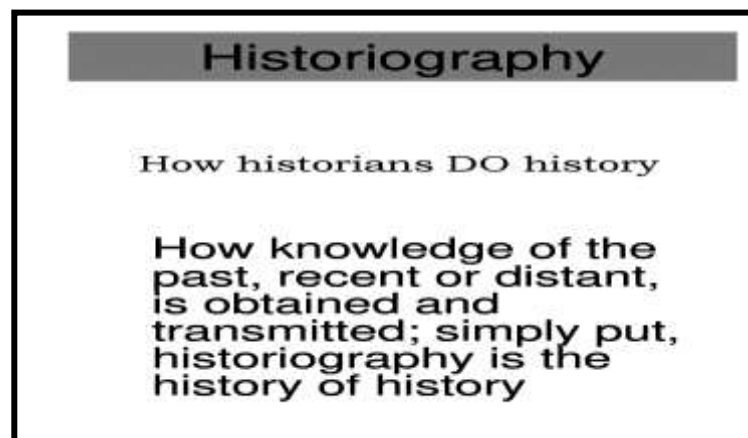 Historiography
How historians DO history
How knowledge of the
past, recent or distant,
is obtained and
transmitted; simply put,
historiography is the
history of history